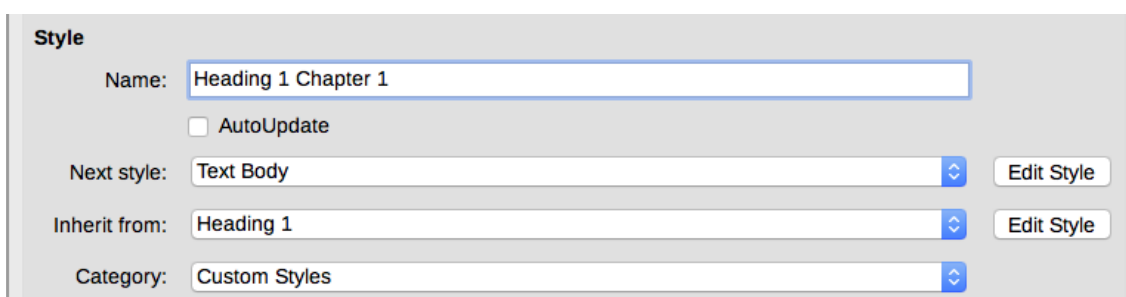 Style
Name: Heading 1 Chapter 1
AutoUpdate
Next style: Text Body Edit Style
Inherit from: Heading 1 Edit Style
Category: Custom Styles